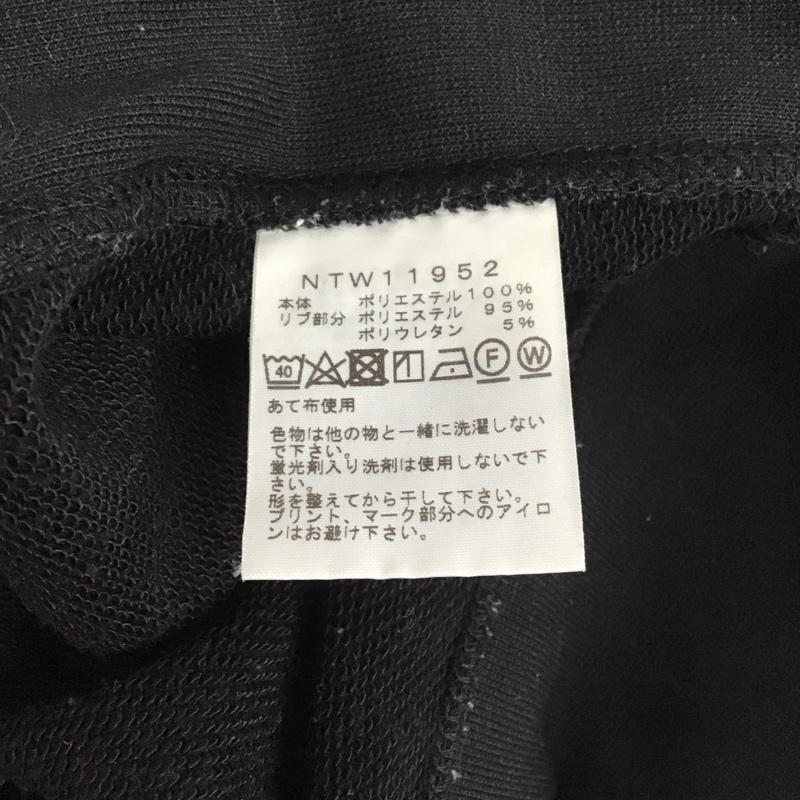 NTW11952
本体 ポリエステル100%
リブ部分 ポリエステル 95%
ポリウレタン 5%
40 F W
あて布使用
色物は他の物と一緒に洗濯しない
で下さい。
蛍光剤入り洗剤は使用しないで下
さい。
形を整えてから干して下さい。
プリント、マーク部分へのアイロ
ンはお避け下さい。